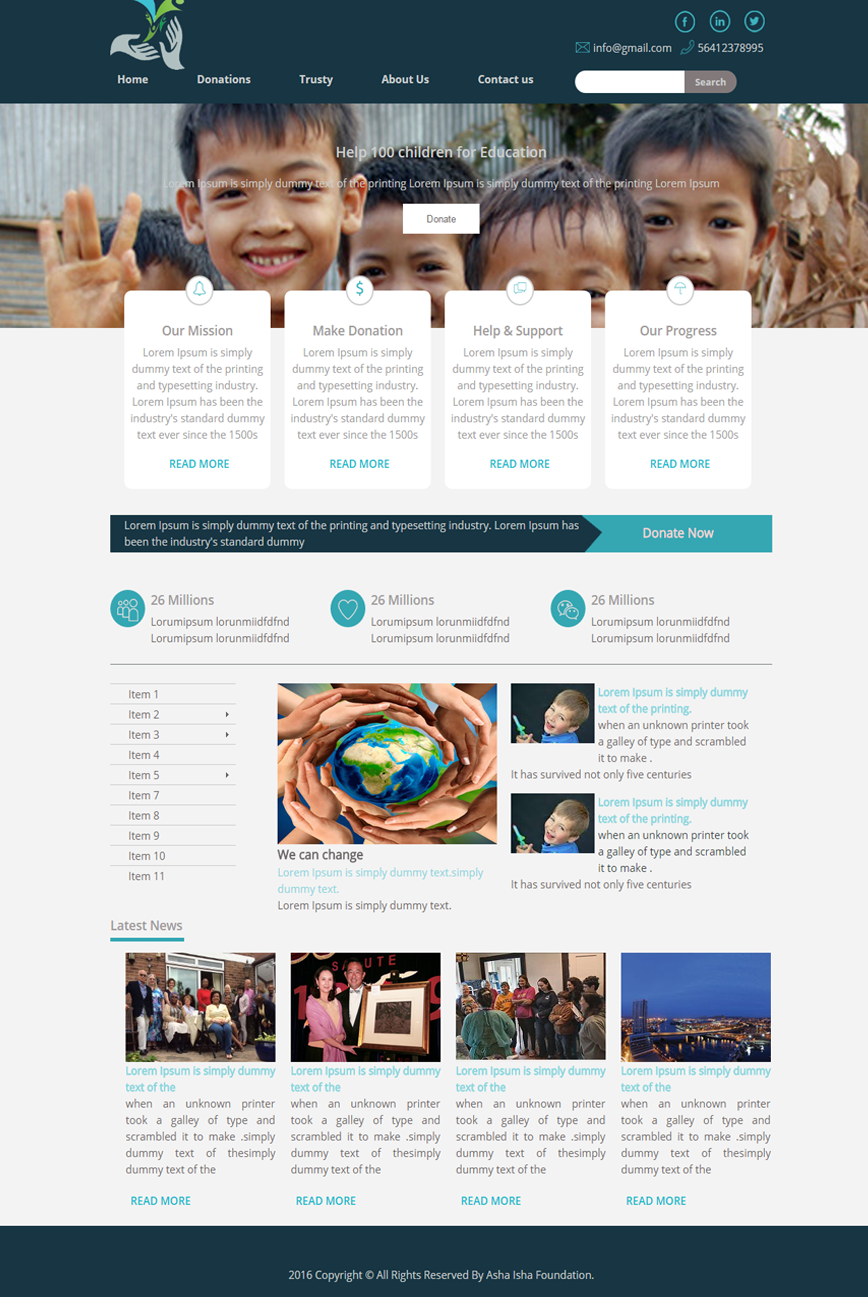 info@gmail.com 56412378995
Home Donations Trusty About Us Contact us Search
Help 100 children for Education
Lorem Ipsum is simply dummy text of the printing Lorem Ipsum is simply dummy text of the printing Lorem Ipsum
Donate
Our Mission
Lorem Ipsum is simply
dummy text of the printing
and typesetting industry.
Lorem Ipsum has been the
industry's standard dummy
text ever since the 1500s
READ MORE
Make Donation
Lorem Ipsum is simply
dummy text of the printing
and typesetting industry.
Lorem Ipsum has been the
industry's standard dummy
text ever since the 1500s
READ MORE
Help & Support
Lorem Ipsum is simply
dummy text of the printing
and typesetting industry.
Lorem Ipsum has been the
industry's standard dummy
text ever since the 1500s
READ MORE
Our Progress
Lorem Ipsum is simply
dummy text of the printing
and typesetting industry.
Lorem Ipsum has been the
industry's standard dummy
text ever since the 1500s
READ MORE
Lorem Ipsum is simply dummy text of the printing and typesetting industry. Lorem Ipsum has
been the industry's standard dummy
Donate Now
26 Millions
Lorumipsum lorunmiidfdfnd
Lorumipsum lorunmiidfdfnd
26 Millions
Lorumipsum lorunmiidfdfnd
Lorumipsum lorunmiidfdfnd
26 Millions
Lorumipsum lorunmiidfdfnd
Lorumipsum lorunmiidfdfnd
Item 1
Item 2
Item 3
Item 4
Item 5
Item 7
Item 8
Item 9
Item 10
Item 11
We can change
Lorem Ipsum is simply dummy text.simply
dummy text.
Lorem Ipsum is simply dummy text.
Lorem Ipsum is simply dummy
text of the printing.
when an unknown printer took
a galley of type and scrambled
it to make .
It has survived not only five centuries
Lorem Ipsum is simply dummy
text of the printing.
when an unknown printer took
a galley of type and scrambled
it to make .
It has survived not only five centuries
Latest News
Lorem Ipsum is simply dummy
text of the
when an unknown printer
took a galley of type and
scrambled it to make .simply
dummy text of thesimply
dummy text of the
READ MORE
Lorem Ipsum is simply dummy
text of the
when an unknown printer
took a galley of type and
scrambled it to make .simply
dummy text of thesimply
dummy text of the
READ MORE
Lorem Ipsum is simply dummy
text of the
when an unknown printer
took a galley of type and
scrambled it to make .simply
dummy text of thesimply
dummy text of the
READ MORE
Lorem Ipsum is simply dummy
text of the
when an unknown printer
took a galley of type and
scrambled it to make .simply
dummy text of thesimply
dummy text of the
READ MORE
2016 Copyright © All Rights Reserved By Asha Isha Foundation.